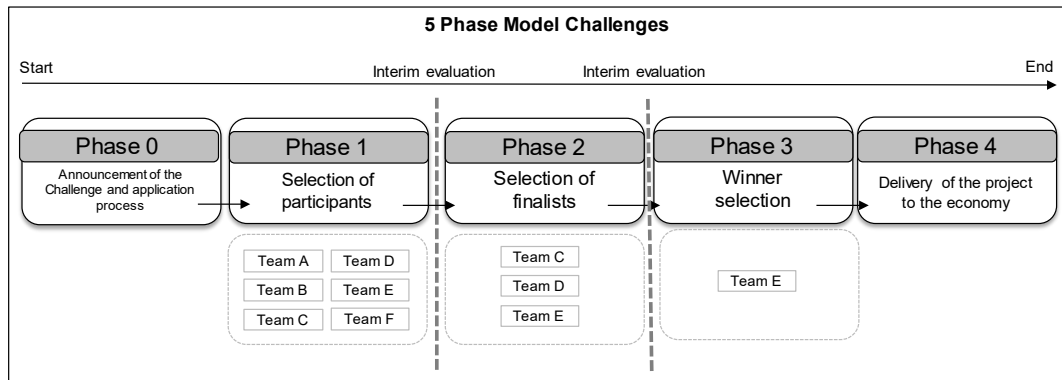 5 Phase Model Challenges
Start
Interim evaluation
Interim evaluation
End
Phase 0
Announcement of the
Challenge and application
process
Phase 1
Selection of
participants
Phase 2
Selection of
finalists
Phase 3
Winner
selection
Phase 4
Delivery of the project
to the economy
Team A
Team D
Team B
Team E
Team C
Team F
Team C
Team D
Team E
Team E